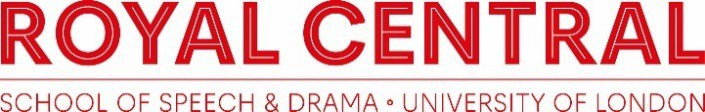 ROYAL CENTRAL
SCHOOL OF SPEECH & DRAMA • UNIVERSITY OF LONDON